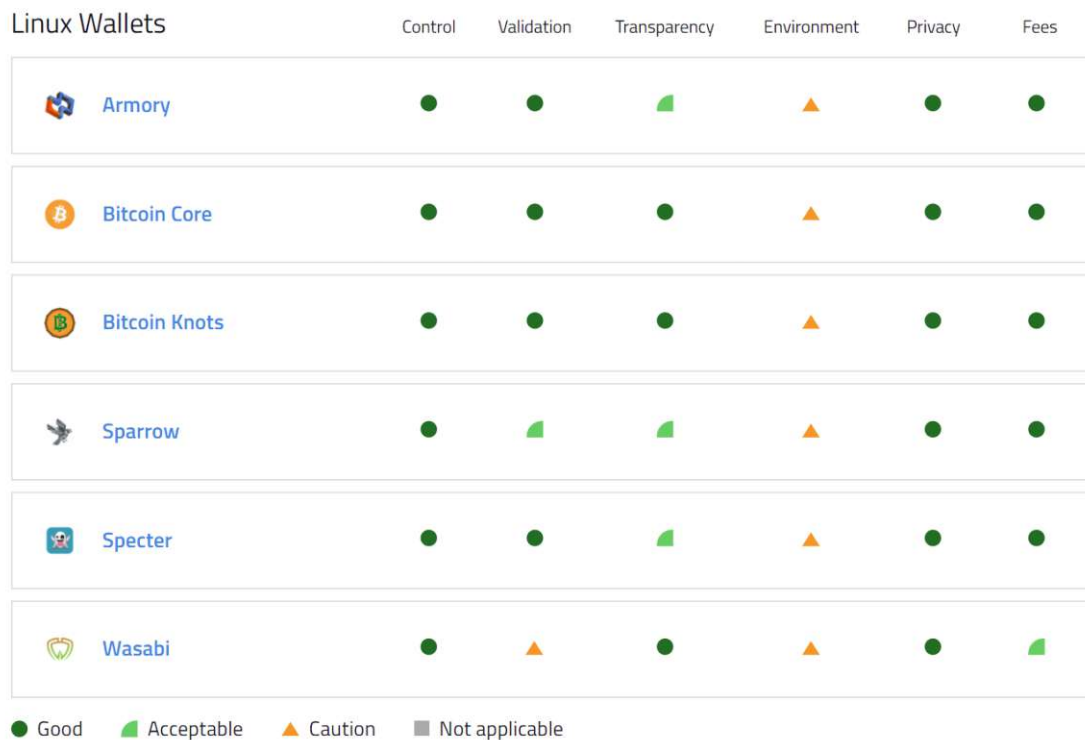 Linux Wallets Control Validation Transparency Environment Privacy Fees
Armory
Bitcoin Core
Bitcoin Knots
Sparrow
Specter
Wasabi
Good Acceptable Caution Not applicable